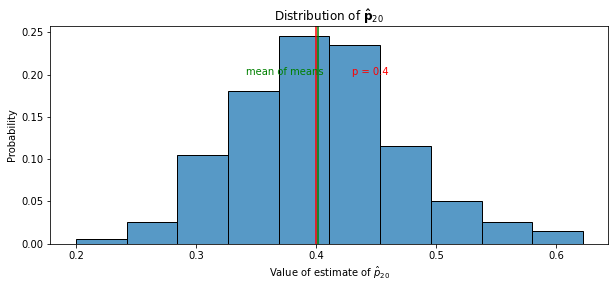 Distribution of p̂₂₀
0.25
0.20
0.15
0.10
0.05
0.00
Probability
mean of means
p = 0.4
0.2 0.3 0.4 0.5 0.6
Value of estimate of p̂₂₀